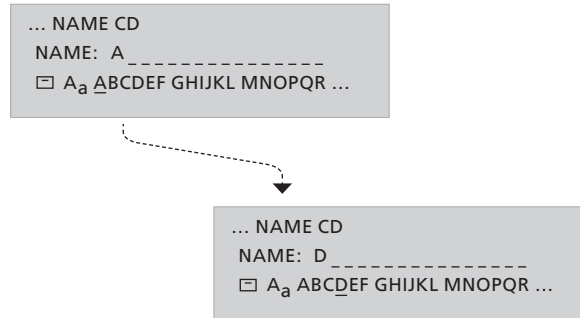 ... NAME CD
NAME: A _ _ _ _ _ _ _ _ _ _ _ _ _ _ _
Aa ABCDEF GHIJKL MNOPQR ...
... NAME CD
NAME: D _ _ _ _ _ _ _ _ _ _ _ _ _ _ _
Aa ABCDEF GHIJKL MNOPQR ...